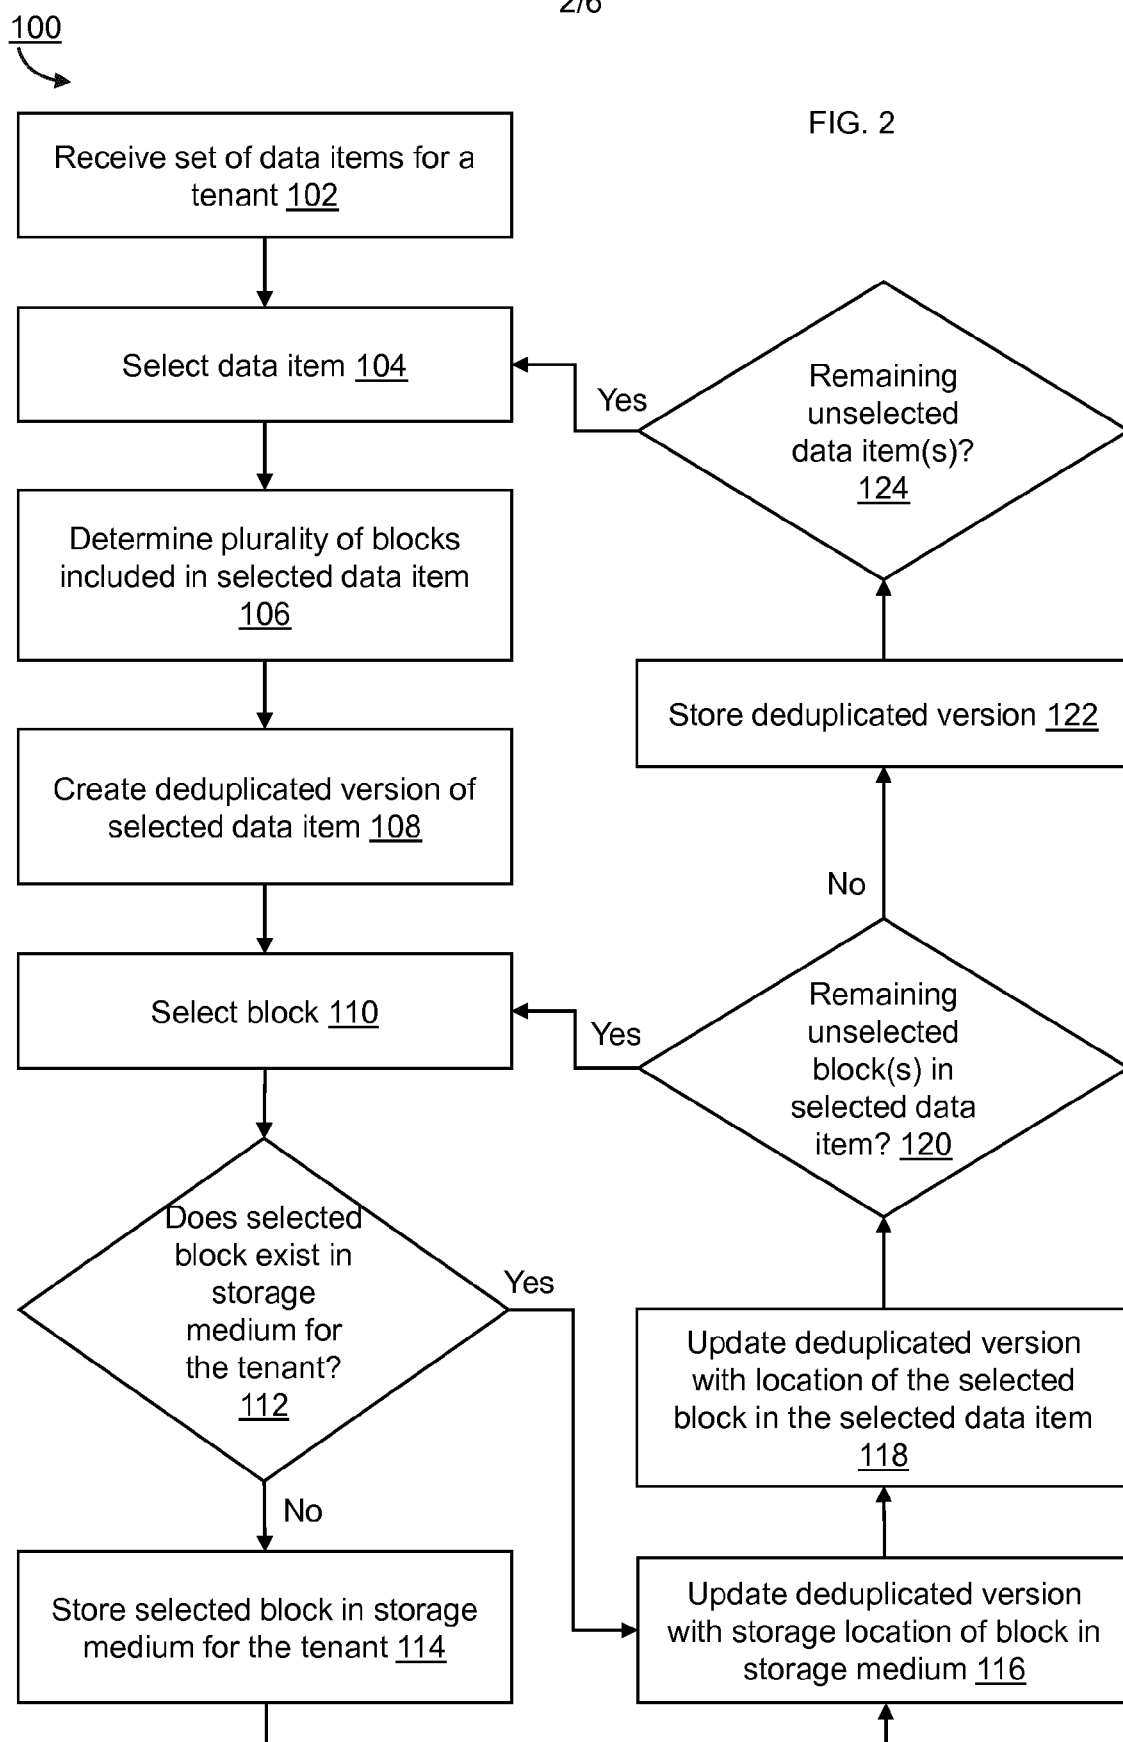 2/6
100
FIG. 2
Receive set of data items for a
tenant 102
Select data item 104
Determine plurality of blocks
included in selected data item
106
Create deduplicated version of
selected data item 108
Select block 110
Does selected
block exist in
storage
medium for
the tenant?
112
Yes
No
Store selected block in storage
medium for the tenant 114
Update deduplicated version
with storage location of block in
storage medium 116
Update deduplicated version
with location of the selected
block in the selected data item
118
Remaining
unselected
block(s) in
selected data
item? 120
Yes
No
Store deduplicated version 122
Remaining
unselected
data item(s)?
124
Yes